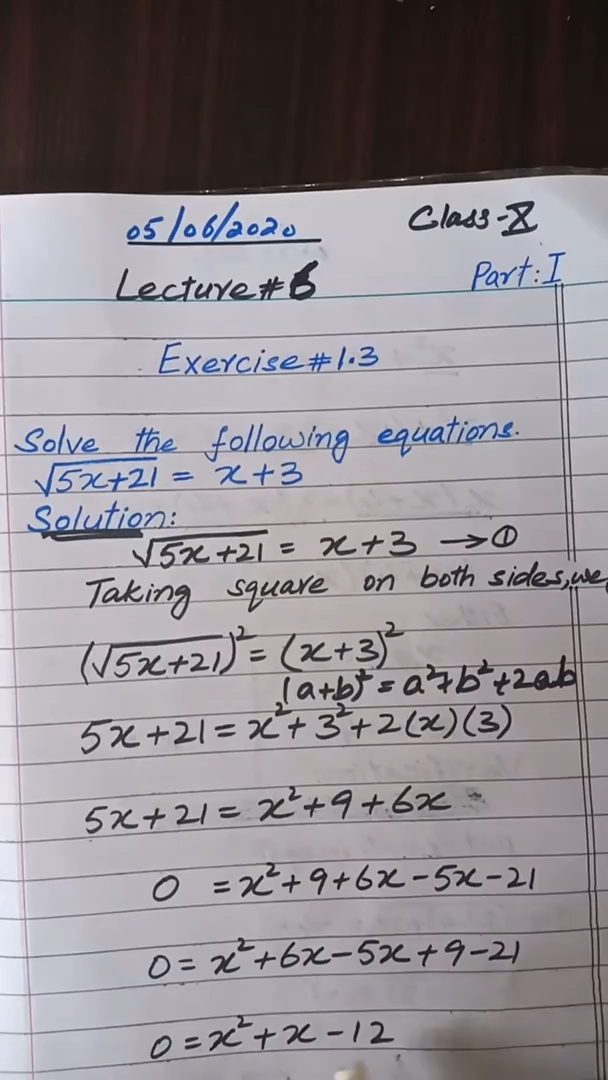 05/06/2020
Class-X
Lecture#6
Part:I
Exercise#1.3
Solve the following equations.
√5x+21 = x+3
Solution:
√5x+21 = x+3 →①
Taking square on both sides, we
(√5x+21)² = (x+3)²
(a+b)² = a²+b²+2ab
5x+21 = x²+3²+2(x)(3)
5x+21 = x²+9+6x
0 = x²+9+6x-5x-21
0 = x²+6x-5x+9-21
0 = x²+x-12